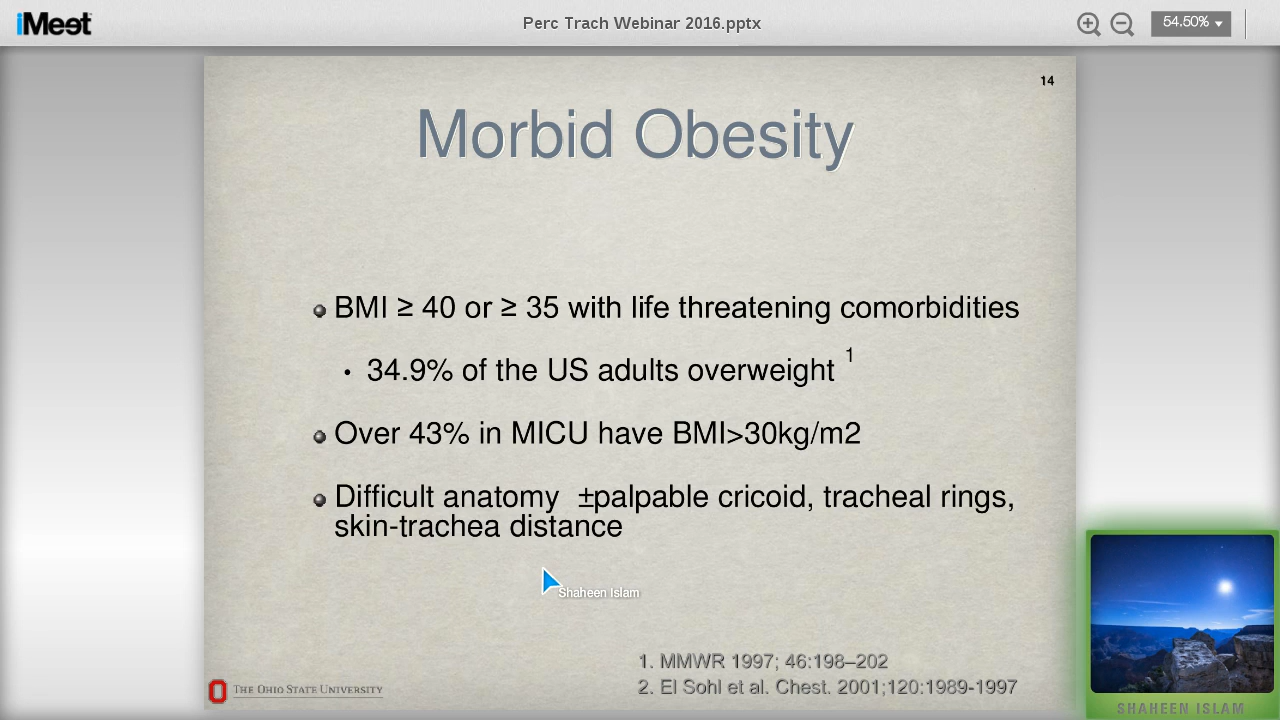 iMeet
Perc Trach Webinar 2016.pptx
54.50%
14
Morbid Obesity
BMI ≥ 40 or ≥ 35 with life threatening comorbidities
34.9% of the US adults overweight 1
Over 43% in MICU have BMI>30kg/m2
Difficult anatomy ±palpable cricoid, tracheal rings,
skin-trachea distance
Shaheen Islam
1. MMWR 1997; 46:198–202
2. El Sohl et al. Chest. 2001;120:1989-1997
THE OHIO STATE UNIVERSITY
SHAHEEN ISLAM